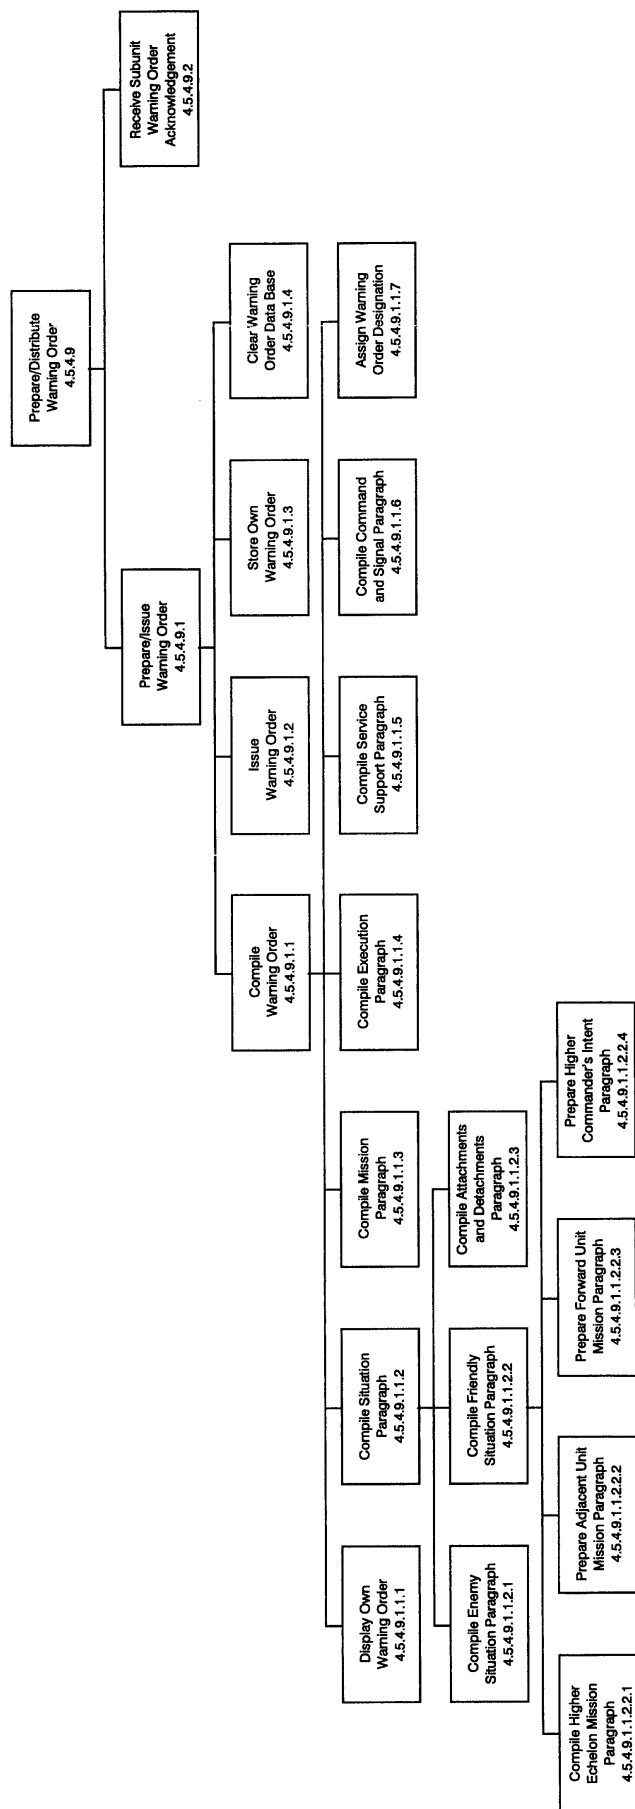 Prepare/Distribute
Warning Order
4.5.4.9
Prepare/Issue
Warning Order
4.5.4.9.1
Receive Subunit
Warning Order
Acknowledgement
4.5.4.9.2
Compile
Warning Order
4.5.4.9.1.1
Issue
Warning Order
4.5.4.9.1.2
Store Own
Warning Order
4.5.4.9.1.3
Clear Warning
Order Data Base
4.5.4.9.1.4
Display Own
Warning Order
4.5.4.9.1.1.1
Compile Situation
Paragraph
4.5.4.9.1.1.2
Compile Mission
Paragraph
4.5.4.9.1.1.3
Compile Execution
Paragraph
4.5.4.9.1.1.4
Compile Service
Support Paragraph
4.5.4.9.1.1.5
Compile Command
and Signal Paragraph
4.5.4.9.1.1.6
Assign Warning
Order Designation
4.5.4.9.1.1.7
Compile Enemy
Situation Paragraph
4.5.4.9.1.1.2.1
Compile Friendly
Situation Paragraph
4.5.4.9.1.1.2.2
Compile Attachments
and Detachments
Paragraph
4.5.4.9.1.1.2.3
Compile Higher
Echelon Mission
Paragraph
4.5.4.9.1.1.2.2.1
Prepare Adjacent Unit
Mission Paragraph
4.5.4.9.1.1.2.2.2
Prepare Forward Unit
Mission Paragraph
4.5.4.9.1.1.2.2.3
Prepare Higher
Commander's Intent
Paragraph
4.5.4.9.1.1.2.2.4